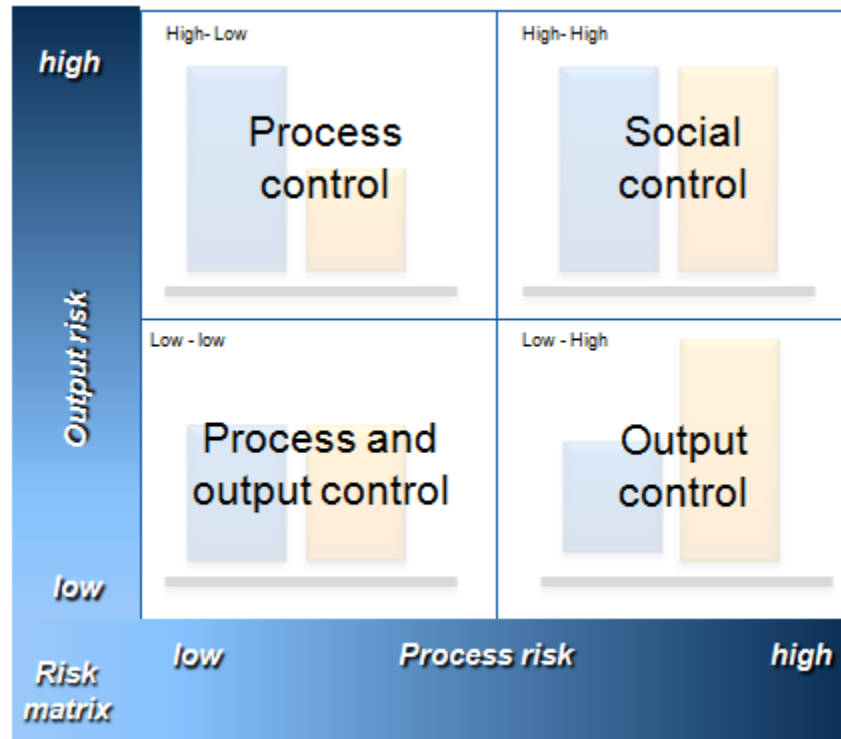 high
High- Low
Process
control
High- High
Social
control
Output risk
Low - low
Process and
output control
Low - High
Output
control
low
low
Process risk
high
Risk
matrix